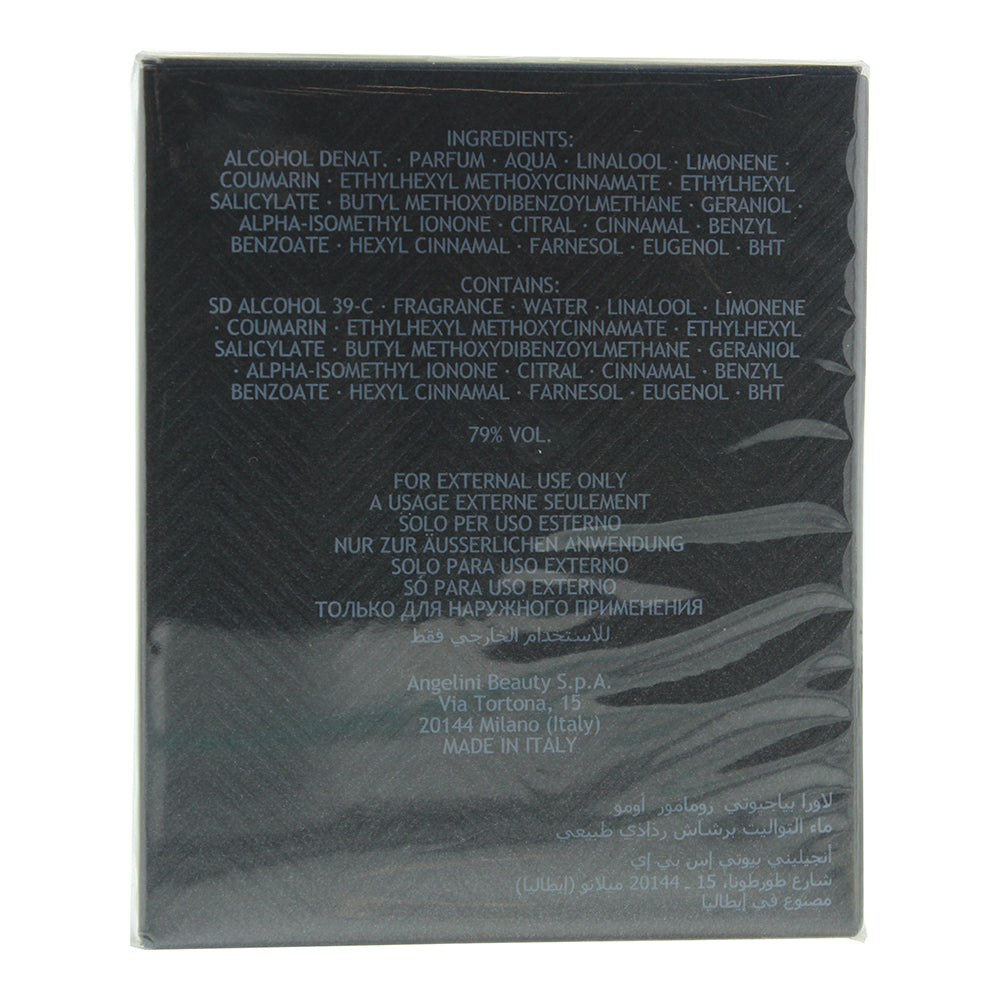 INGREDIENTS:
ALCOHOL DENAT. · PARFUM · AQUA · LINALOOL · LIMONENE ·
COUMARIN · ETHYLHEXYL METHOXYCINNAMATE · ETHYLHEXYL
SALICYLATE · BUTYL METHOXYDIBENZOYLMETHANE · GERANIOL ·
ALPHA-ISOMETHYL IONONE · CITRAL · CINNAMAL · BENZYL
BENZOATE · HEXYL CINNAMAL · FARNESOL · EUGENOL · BHT
CONTAINS:
SD ALCOHOL 39-C · FRAGRANCE · WATER · LINALOOL · LIMONENE
· COUMARIN · ETHYLHEXYL METHOXYCINNAMATE · ETHYLHEXYL
SALICYLATE · BUTYL METHOXYDIBENZOYLMETHANE · GERANIOL
· ALPHA-ISOMETHYL IONONE · CITRAL · CINNAMAL · BENZYL
BENZOATE · HEXYL CINNAMAL · FARNESOL · EUGENOL · BHT
79% VOL.
FOR EXTERNAL USE ONLY
A USAGE EXTERNE SEULEMENT
SOLO PER USO ESTERNO
NUR ZUR ÄUSSERLICHEN ANWENDUNG
SOLO PARA USO EXTERNO
SÓ PARA USO EXTERNO
ТОЛЬКО ДЛЯ НАРУЖНОГО ПРИМЕНЕНИЯ
للاستخدام الخارجي فقط
Angelini Beauty S.p.A.
Via Tortona, 15
20144 Milano (Italy)
MADE IN ITALY
لاورا بياجيوتي رومامور اومو
ماء التواليت برشاش رذاذي طبيعي
أنجيليني بيوتي إس بي إي
شارع طورطونا، 15 - 20144 ميلانو (إيطاليا)
مصنوع في إيطاليا